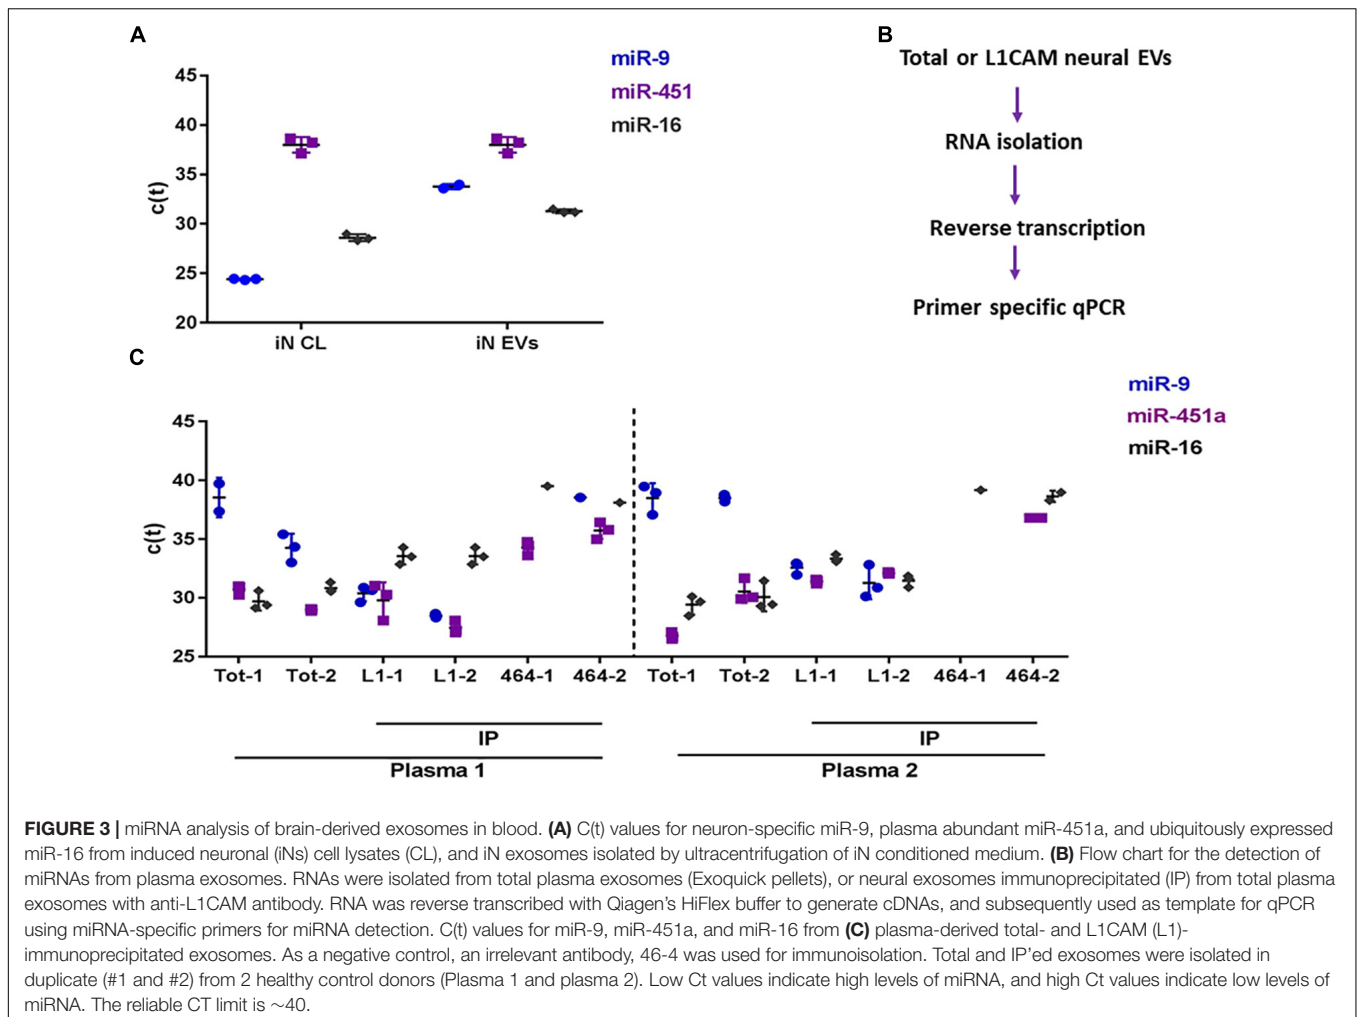 A
miR-9
miR-451
miR-16
45
40
35
30
25
20
c(t)
iN CL
iN EVs
B
Total or L1CAM neural EVs
RNA isolation
Reverse transcription
Primer specific qPCR
C
miR-9
miR-451a
miR-16
45
40
35
30
25
c(t)
Tot-1 Tot-2 L1-1 L1-2 464-1 464-2 Tot-1 Tot-2 L1-1 L1-2 464-1 464-2
IP IP
Plasma 1 Plasma 2
FIGURE 3 | miRNA analysis of brain-derived exosomes in blood. (A) C(t) values for neuron-specific miR-9, plasma abundant miR-451a, and ubiquitously expressed
miR-16 from induced neuronal (iNs) cell lysates (CL), and iN exosomes isolated by ultracentrifugation of iN conditioned medium. (B) Flow chart for the detection of
miRNAs from plasma exosomes. RNAs were isolated from total plasma exosomes (Exoquick pellets), or neural exosomes immunoprecipitated (IP) from total plasma
exosomes with anti-L1CAM antibody. RNA was reverse transcribed with Qiagen's HiFlex buffer to generate cDNAs, and subsequently used as template for qPCR
using miRNA-specific primers for miRNA detection. C(t) values for miR-9, miR-451a, and miR-16 from (C) plasma-derived total- and L1CAM (L1)-
immunoprecipitated exosomes. As a negative control, an irrelevant antibody, 46-4 was used for immunoisolation. Total and IP'ed exosomes were isolated in
duplicate (#1 and #2) from 2 healthy control donors (Plasma 1 and plasma 2). Low Ct values indicate high levels of miRNA, and high Ct values indicate low levels of
miRNA. The reliable CT limit is ∼40.